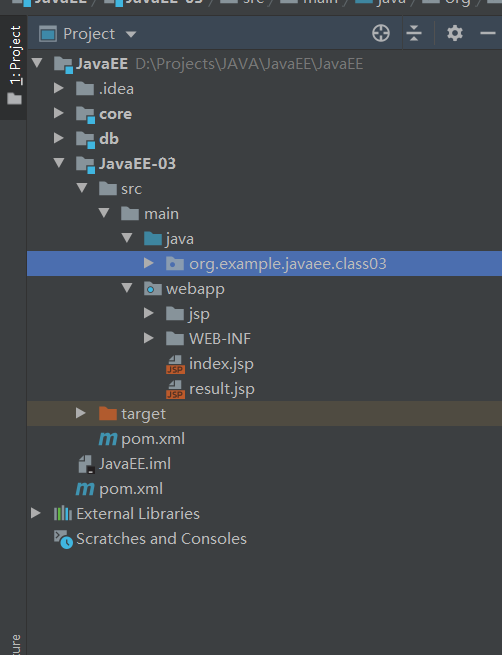 JavaEE JavaEE-03 src main java org
Project
1: Project
JavaEE D:\Projects\JAVA\JavaEE\JavaEE
.idea
core
db
JavaEE-03
src
main
java
org.example.javaee.class03
webapp
jsp
WEB-INF
JSP index.jsp
JSP result.jsp
target
m pom.xml
JavaEE.iml
m pom.xml
External Libraries
Scratches and Consoles